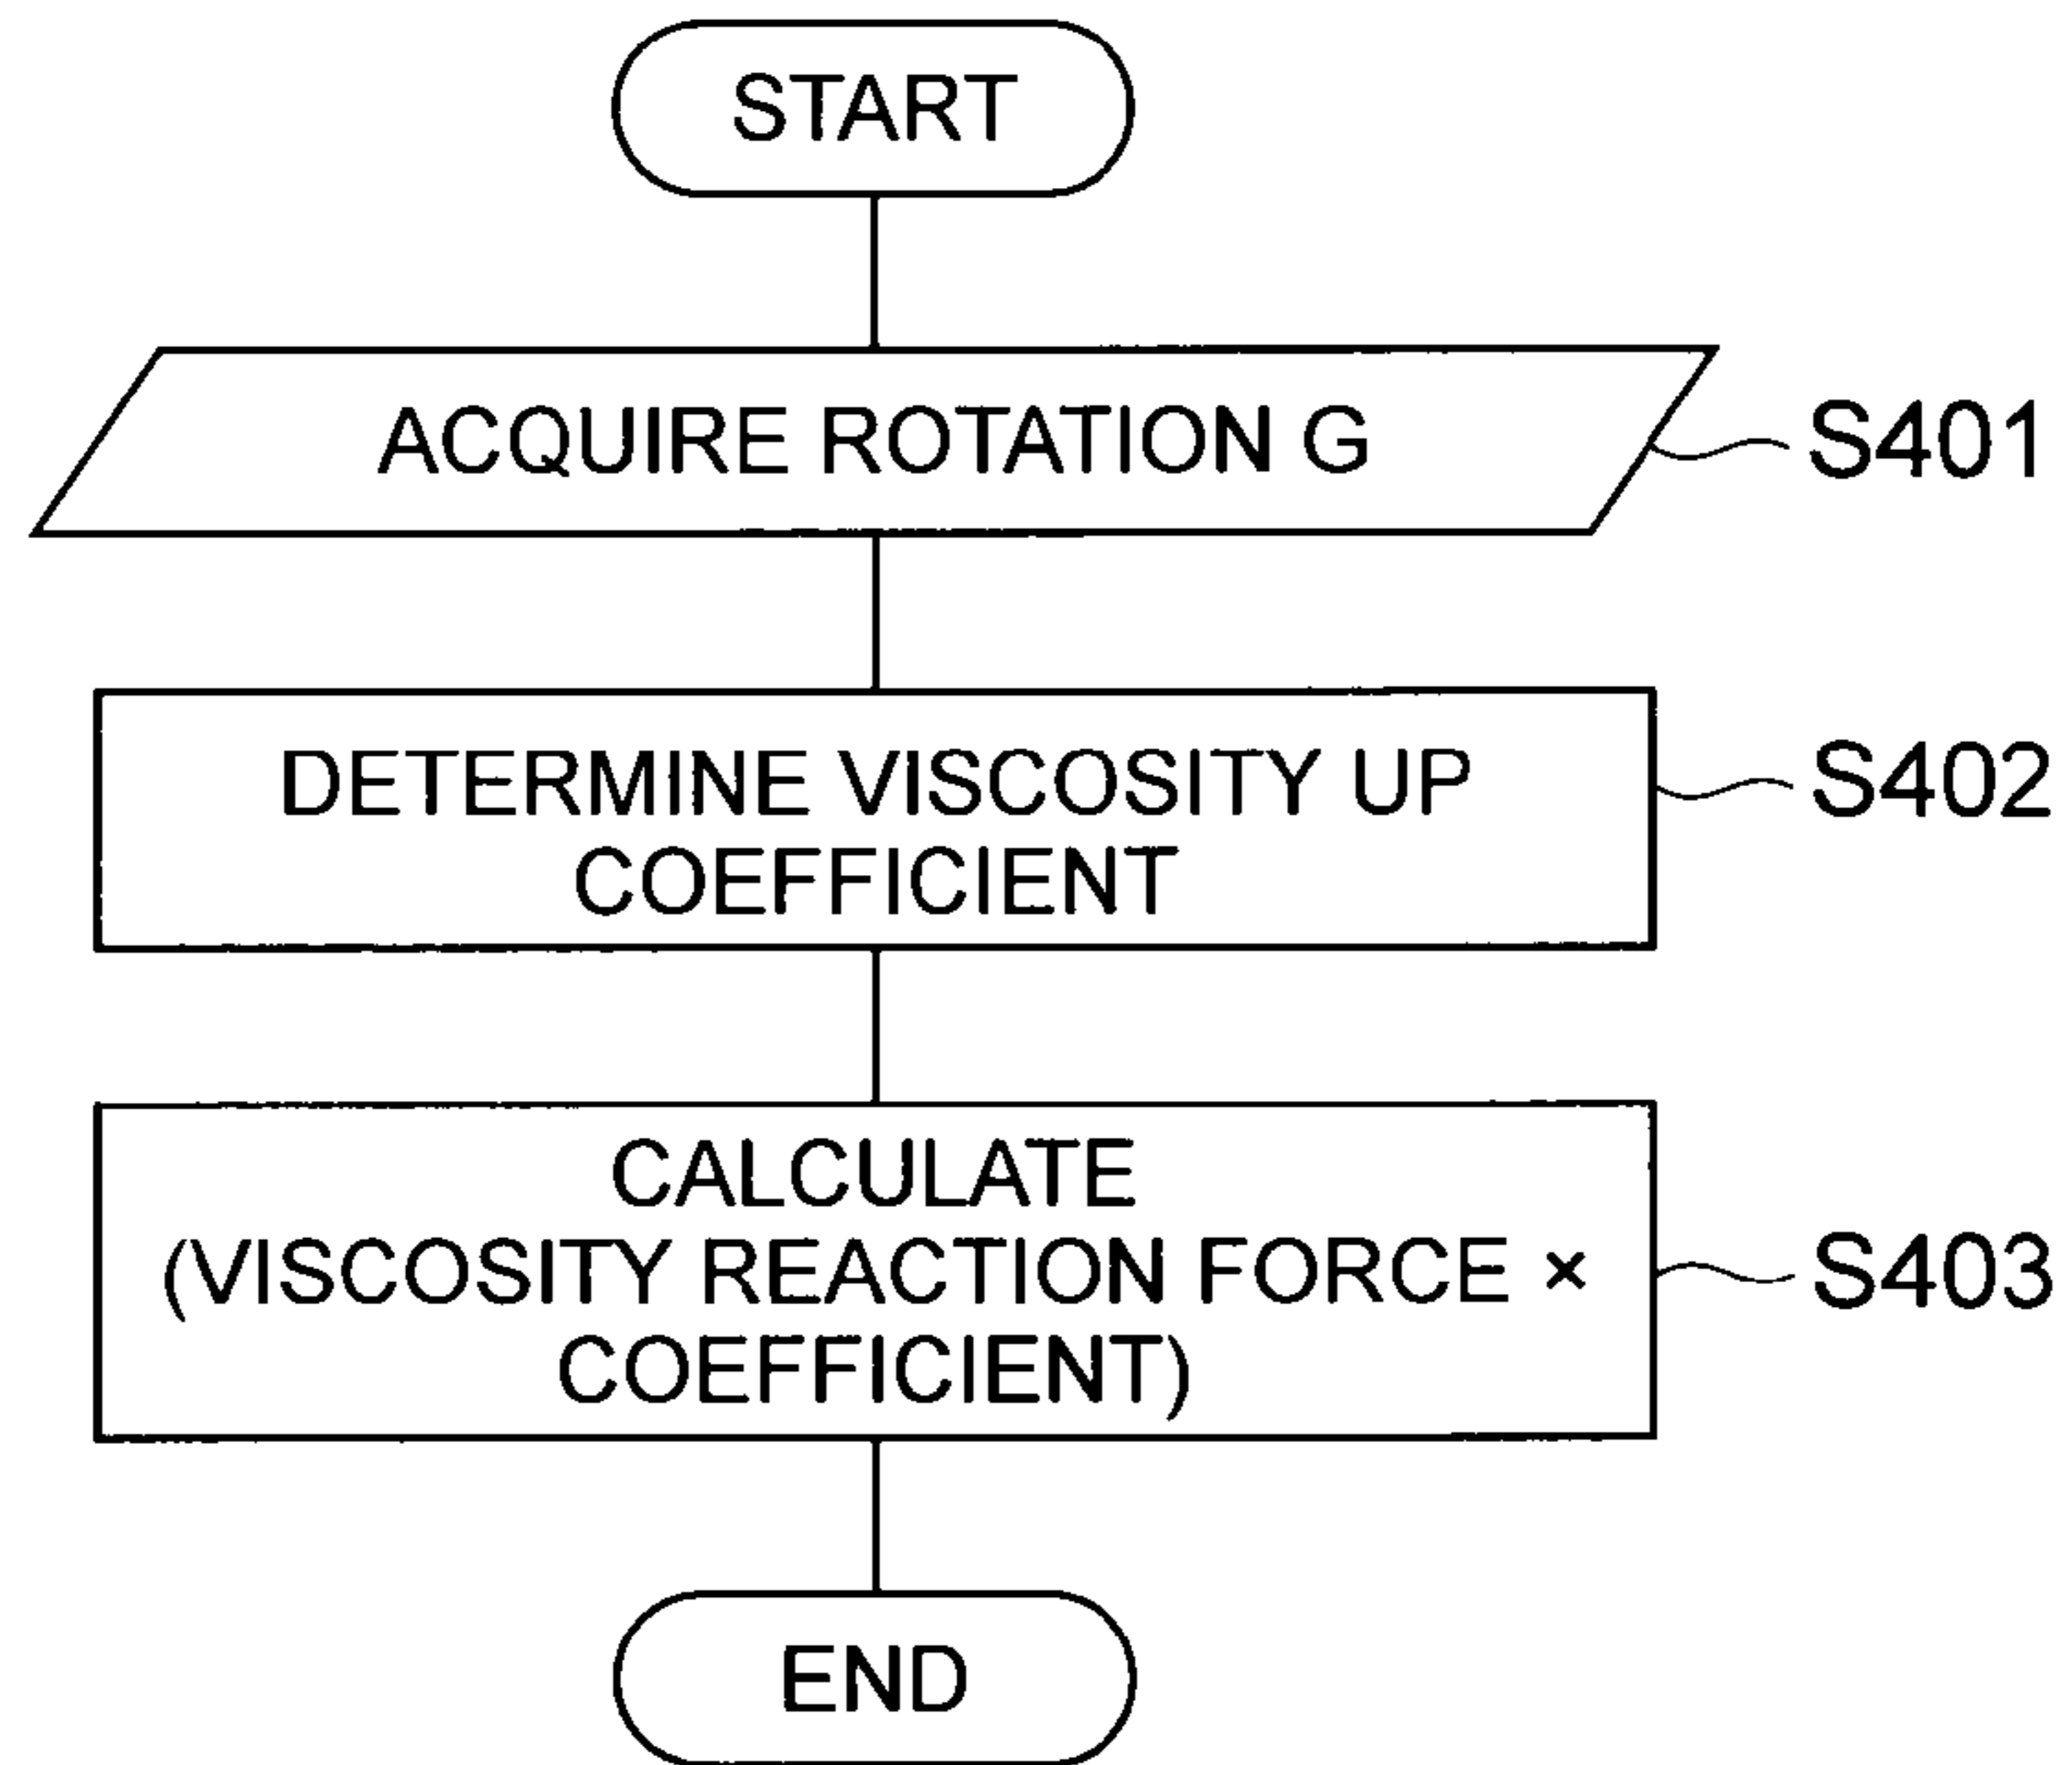 START
ACQUIRE ROTATION G
S401
DETERMINE VISCOSITY UP
COEFFICIENT
S402
CALCULATE
(VISCOSITY REACTION FORCE ×
COEFFICIENT)
S403
END